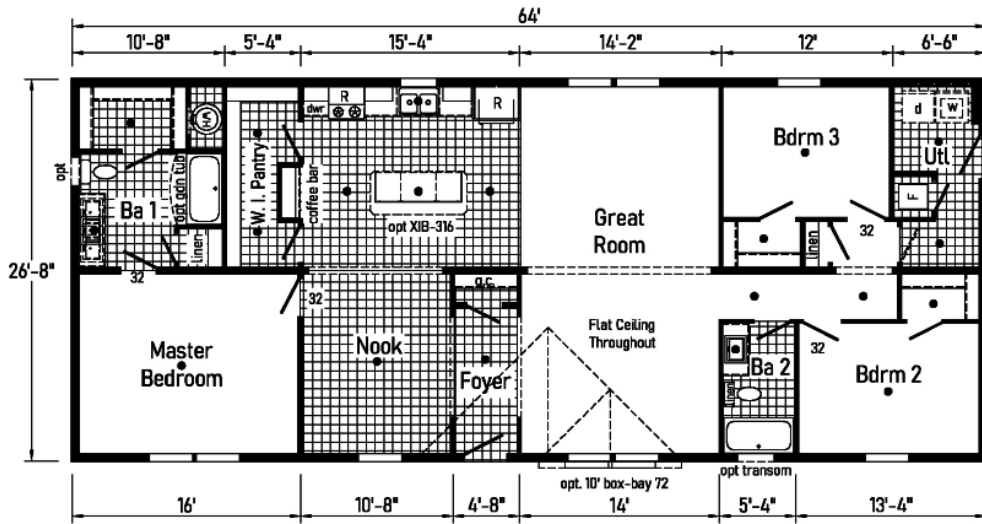 64'
10'-8" 5'-4" 15'-4" 14'-2" 12' 6'-6"
26'-8"
opt
WH
R
dwr
R
d
w
Bdrm 3
Utl
F
opt gdn tub
Ba 1
W. I. Pantry
coffee bar
opt XIB-316
Great
Room
linen
linen
32
32
32
g.c.
Flat Ceiling
Throughout
Master
Bedroom
Nook
Foyer
Ba 2
linen
32
Bdrm 2
opt. 10' box-bay 72
opt transom
16' 10'-8" 4'-8" 14' 5'-4" 13'-4"